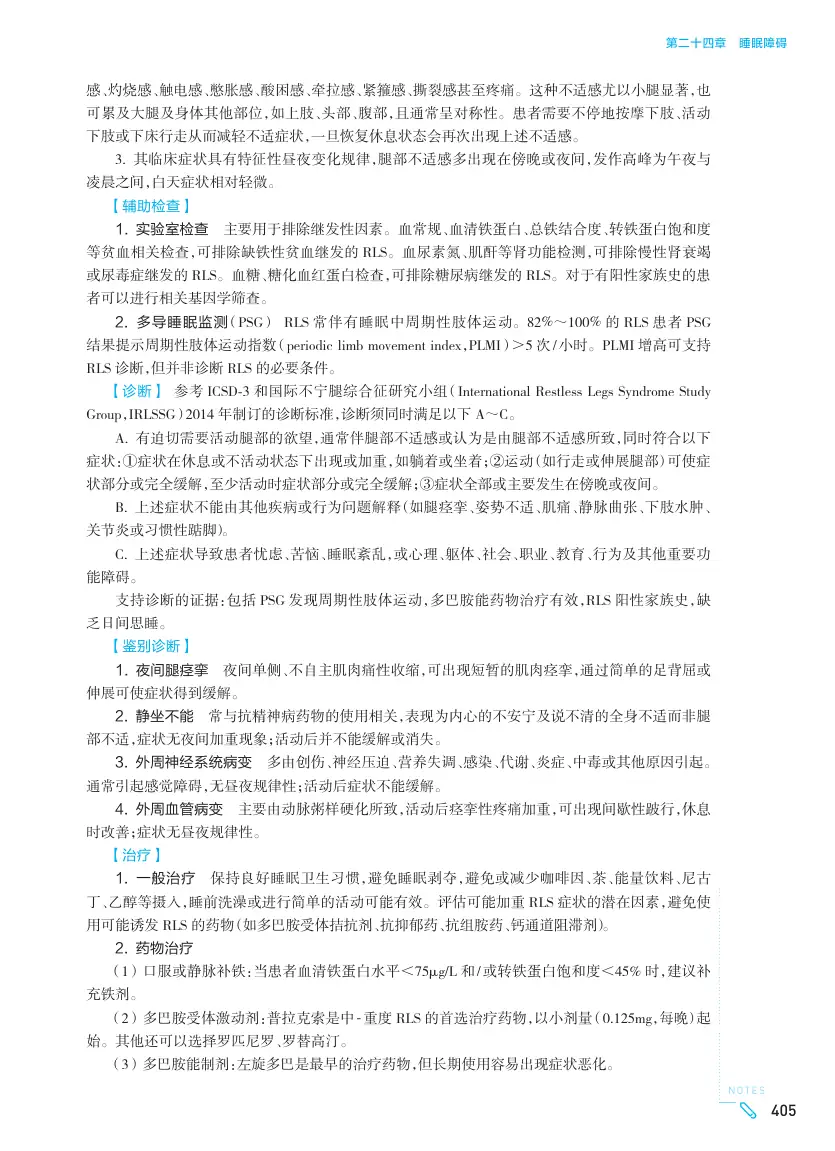 第二十四章 睡眠障碍
感、灼烧感、触电感、憋胀感、酸困感、牵拉感、紧箍感、撕裂感甚至疼痛。这种不适感尤以小腿显著,也
可累及大腿及身体其他部位,如上肢、头部、腹部,且通常呈对称性。患者需要不停地按摩下肢、活动
下肢或下床行走从而减轻不适症状,一旦恢复休息状态会再次出现上述不适感。
3. 其临床症状具有特征性昼夜变化规律,腿部不适感多出现在傍晚或夜间,发作高峰为午夜与
凌晨之间,白天症状相对轻微。
【辅助检查】
1. 实验室检查 主要用于排除继发性因素。血常规、血清铁蛋白、总铁结合度、转铁蛋白饱和度
等贫血相关检查,可排除缺铁性贫血继发的 RLS。血尿素氮、肌酐等肾功能检测,可排除慢性肾衰竭
或尿毒症继发的 RLS。血糖、糖化血红蛋白检查,可排除糖尿病继发的 RLS。对于有阳性家族史的患
者可以进行相关基因学筛查。
2. 多导睡眠监测(PSG) RLS 常伴有睡眠中周期性肢体运动。82%~100% 的 RLS 患者 PSG
结果提示周期性肢体运动指数(periodic limb movement index,PLMI)>5 次/小时。PLMI 增高可支持
RLS 诊断,但并非诊断 RLS 的必要条件。
【诊断】 参考 ICSD-3 和国际不宁腿综合征研究小组(International Restless Legs Syndrome Study
Group,IRLSSG)2014 年制订的诊断标准,诊断须同时满足以下 A~C。
A. 有迫切需要活动腿部的欲望,通常伴腿部不适感或认为是由腿部不适感所致,同时符合以下
症状:①症状在休息或不活动状态下出现或加重,如躺着或坐着;②运动(如行走或伸展腿部)可使症
状部分或完全缓解,至少活动时症状部分或完全缓解;③症状全部或主要发生在傍晚或夜间。
B. 上述症状不能由其他疾病或行为问题解释(如腿痉挛、姿势不适、肌痛、静脉曲张、下肢水肿、
关节炎或习惯性踮脚)。
C. 上述症状导致患者忧虑、苦恼、睡眠紊乱,或心理、躯体、社会、职业、教育、行为及其他重要功
能障碍。
支持诊断的证据:包括 PSG 发现周期性肢体运动,多巴胺能药物治疗有效,RLS 阳性家族史,缺
乏日间思睡。
【鉴别诊断】
1. 夜间腿痉挛 夜间单侧、不自主肌肉痛性收缩,可出现短暂的肌肉痉挛,通过简单的足背屈或
伸展可使症状得到缓解。
2. 静坐不能 常与抗精神病药物的使用相关,表现为内心的不安宁及说不清的全身不适而非腿
部不适,症状无夜间加重现象;活动后并不能缓解或消失。
3. 外周神经系统病变 多由创伤、神经压迫、营养失调、感染、代谢、炎症、中毒或其他原因引起。
通常引起感觉障碍,无昼夜规律性;活动后症状不能缓解。
4. 外周血管病变 主要由动脉粥样硬化所致,活动后痉挛性疼痛加重,可出现间歇性跛行,休息
时改善;症状无昼夜规律性。
【治疗】
1. 一般治疗 保持良好睡眠卫生习惯,避免睡眠剥夺,避免或减少咖啡因、茶、能量饮料、尼古
丁、乙醇等摄入,睡前洗澡或进行简单的活动可能有效。评估可能加重 RLS 症状的潜在因素,避免使
用可能诱发 RLS 的药物(如多巴胺受体拮抗剂、抗抑郁药、抗组胺药、钙通道阻滞剂)。
2. 药物治疗
(1)口服或静脉补铁:当患者血清铁蛋白水平<75μg/L 和/或转铁蛋白饱和度<45% 时,建议补
充铁剂。
(2)多巴胺受体激动剂:普拉克索是中-重度 RLS 的首选治疗药物,以小剂量(0.125mg,每晚)起
始。其他还可以选择罗匹尼罗、罗替高汀。
(3)多巴胺能制剂:左旋多巴是最早的治疗药物,但长期使用容易出现症状恶化。
NOTES
405